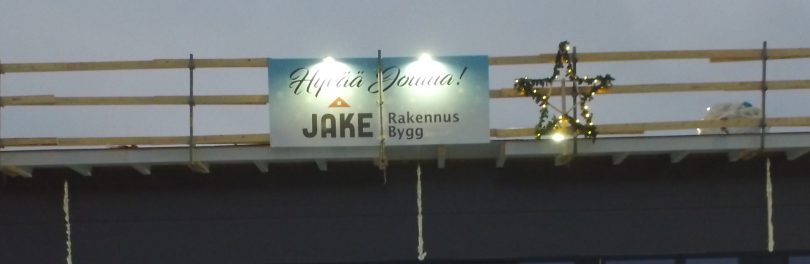 Hyvää Joulua!
JAKE Rakennus
Bygg